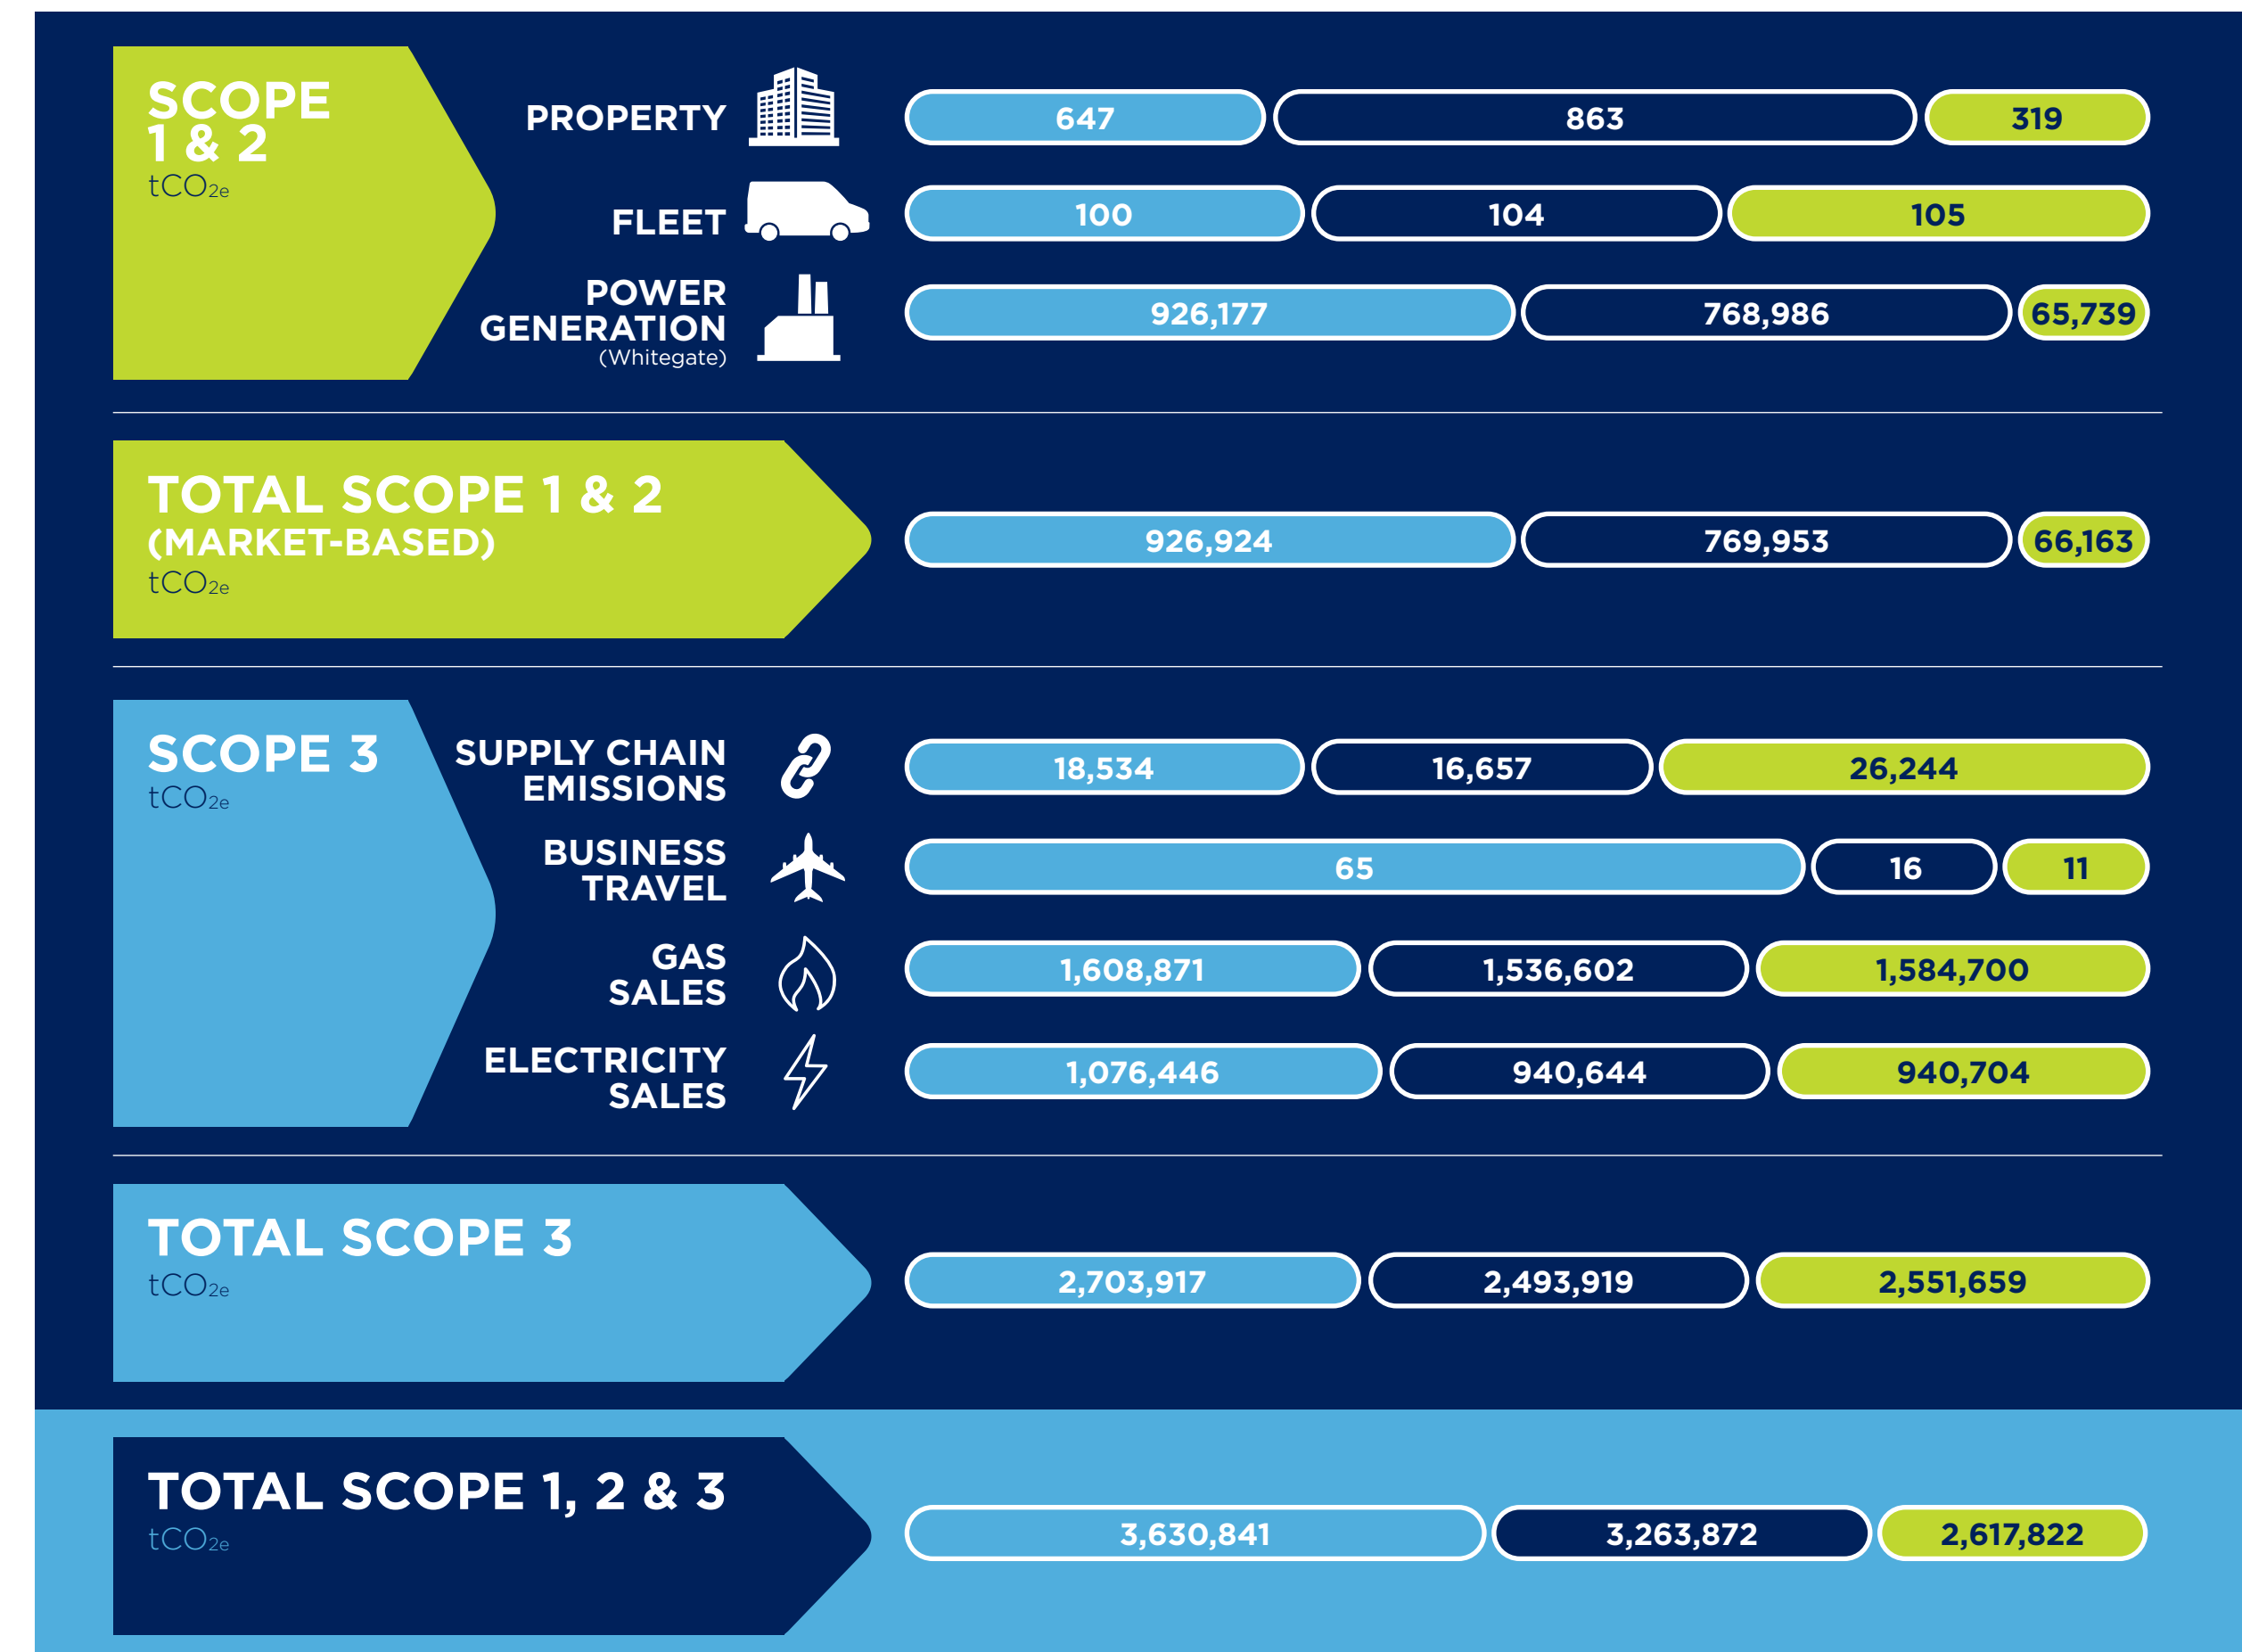 SCOPE
1 & 2
tCO2e
PROPERTY
647 863 319
FLEET
100 104 105
POWER
GENERATION
(Whitegate)
926,177 768,986 65,739
TOTAL SCOPE 1 & 2
(MARKET-BASED)
tCO2e
926,924 769,953 66,163
SCOPE 3
tCO2e
SUPPLY CHAIN
EMISSIONS
18,534 16,657 26,244
BUSINESS
TRAVEL
65 16 11
GAS
SALES
1,608,871 1,536,602 1,584,700
ELECTRICITY
SALES
1,076,446 940,644 940,704
TOTAL SCOPE 3
tCO2e
2,703,917 2,493,919 2,551,659
TOTAL SCOPE 1, 2 & 3
tCO2e
3,630,841 3,263,872 2,617,822